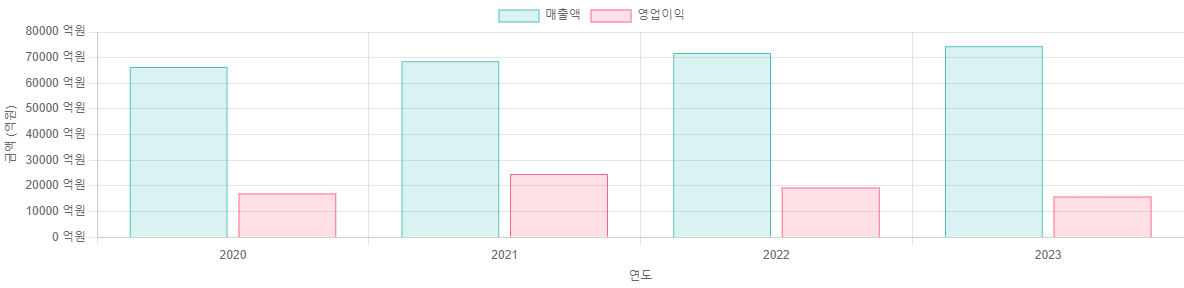 매출액 영업이익
80000 억원
70000 억원
60000 억원
50000 억원
40000 억원
30000 억원
20000 억원
10000 억원
0 억원
금액 (억원)
2020 2021 2022 2023
연도